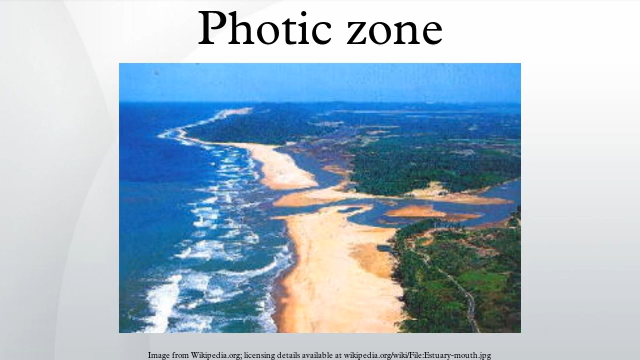 Photic zone
Image from Wikipedia.org; licensing details available at wikipedia.org/wiki/File:Estuary-mouth.jpg